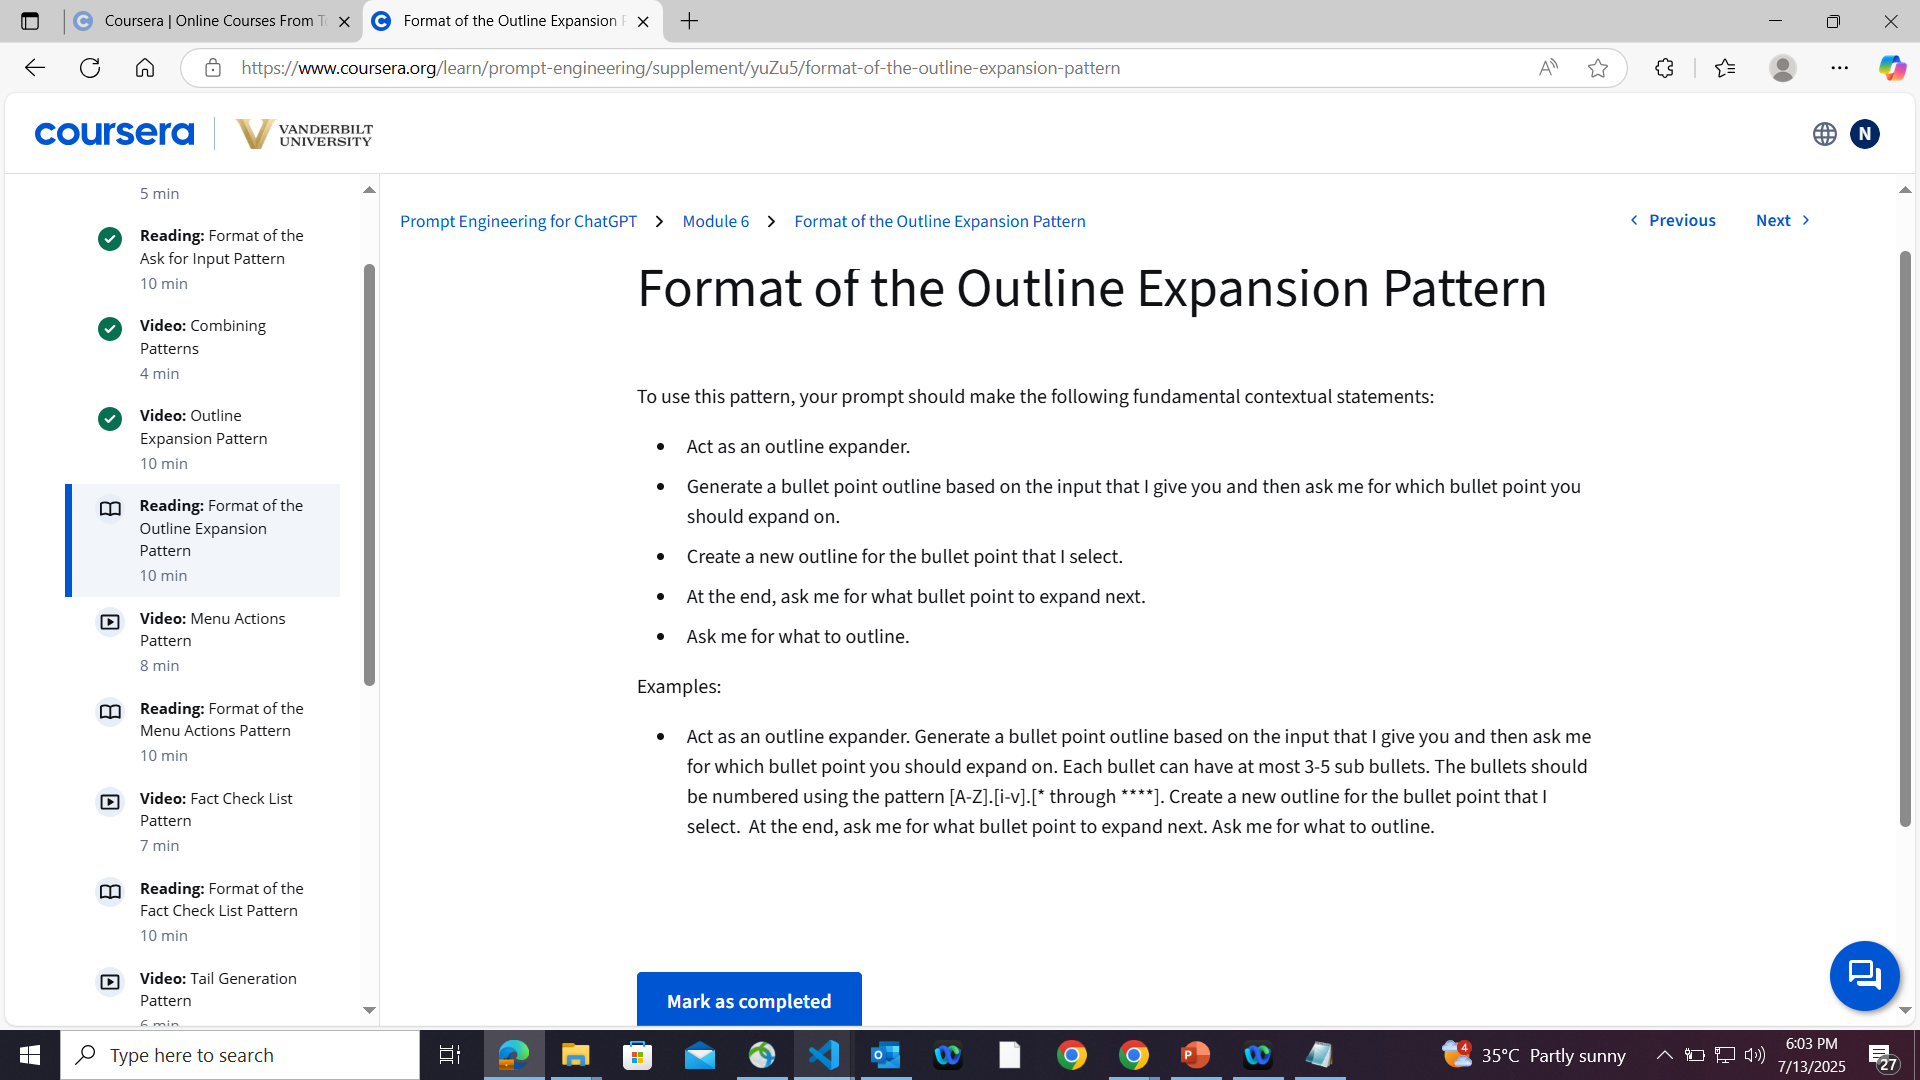 Coursera | Online Courses From To
Format of the Outline Expansion P
https://www.coursera.org/learn/prompt-engineering/supplement/yuZu5/format-of-the-outline-expansion-pattern
coursera
VANDERBILT
UNIVERSITY
N
5 min
Reading: Format of the
Ask for Input Pattern
10 min
Video: Combining
Patterns
4 min
Video: Outline
Expansion Pattern
10 min
Reading: Format of the
Outline Expansion
Pattern
10 min
Video: Menu Actions
Pattern
8 min
Reading: Format of the
Menu Actions Pattern
10 min
Video: Fact Check List
Pattern
7 min
Reading: Format of the
Fact Check List Pattern
10 min
Video: Tail Generation
Pattern
6 min
Prompt Engineering for ChatGPT > Module 6 > Format of the Outline Expansion Pattern
< Previous
Next >
Format of the Outline Expansion Pattern
To use this pattern, your prompt should make the following fundamental contextual statements:
• Act as an outline expander.
• Generate a bullet point outline based on the input that I give you and then ask me for which bullet point you
should expand on.
• Create a new outline for the bullet point that I select.
• At the end, ask me for what bullet point to expand next.
• Ask me for what to outline.
Examples:
• Act as an outline expander. Generate a bullet point outline based on the input that I give you and then ask me
for which bullet point you should expand on. Each bullet can have at most 3-5 sub bullets. The bullets should
be numbered using the pattern [A-Z].[i-v].[* through ****]. Create a new outline for the bullet point that I
select.  At the end, ask me for what bullet point to expand next. Ask me for what to outline.
Mark as completed
Type here to search
4
35°C Partly sunny
6:03 PM
7/13/2025
27